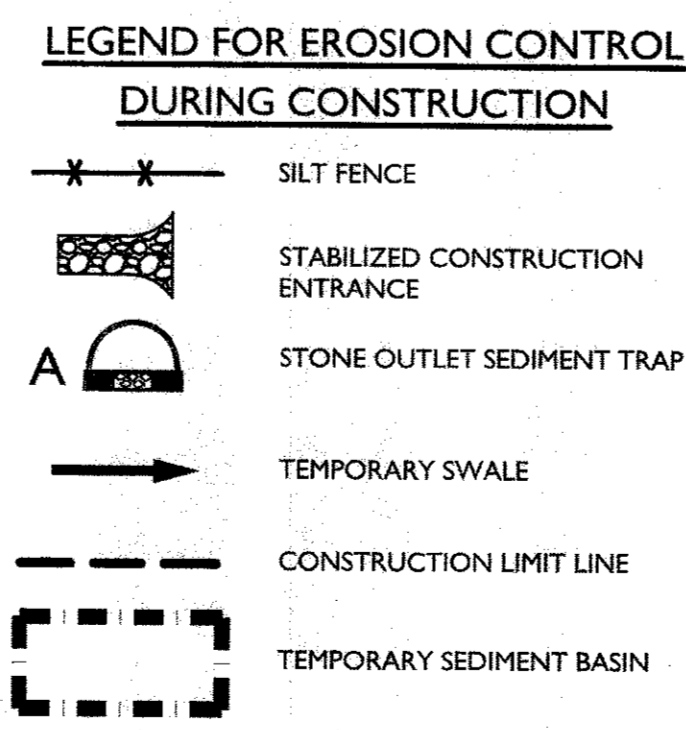 LEGEND FOR EROSION CONTROL
DURING CONSTRUCTION
SILT FENCE
STABILIZED CONSTRUCTION
ENTRANCE
A STONE OUTLET SEDIMENT TRAP
TEMPORARY SWALE
CONSTRUCTION LIMIT LINE
TEMPORARY SEDIMENT BASIN